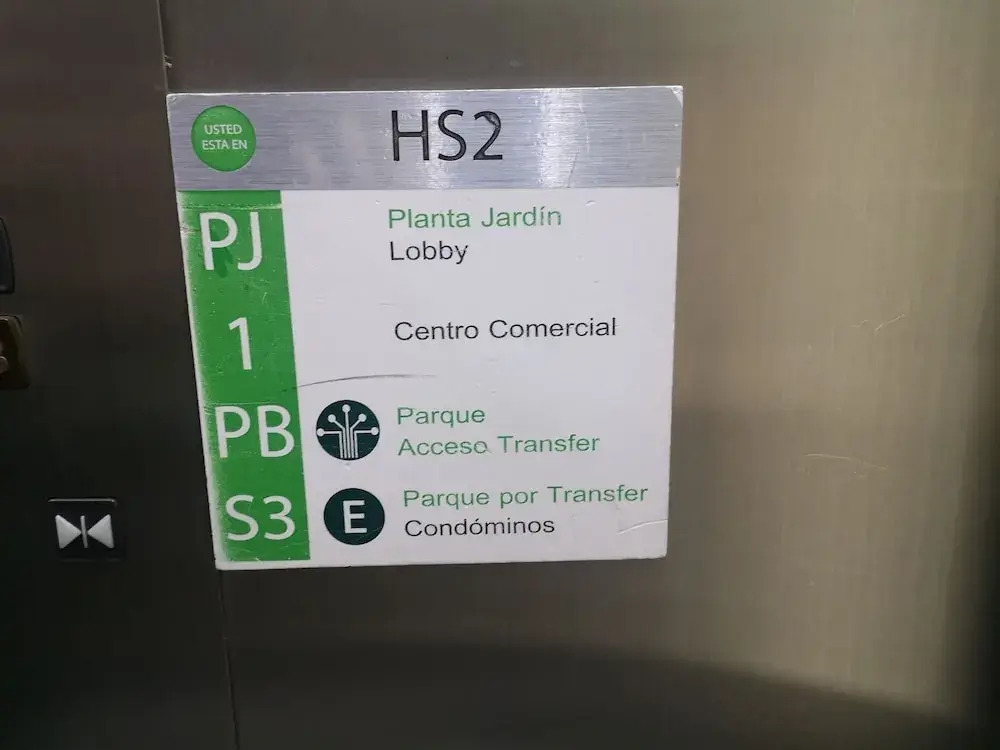 USTED
ESTA EN
HS2
PJ
Planta Jardín
Lobby
1
Centro Comercial
PB
Parque
Acceso Transfer
S3
E
Parque por Transfer
Condóminos